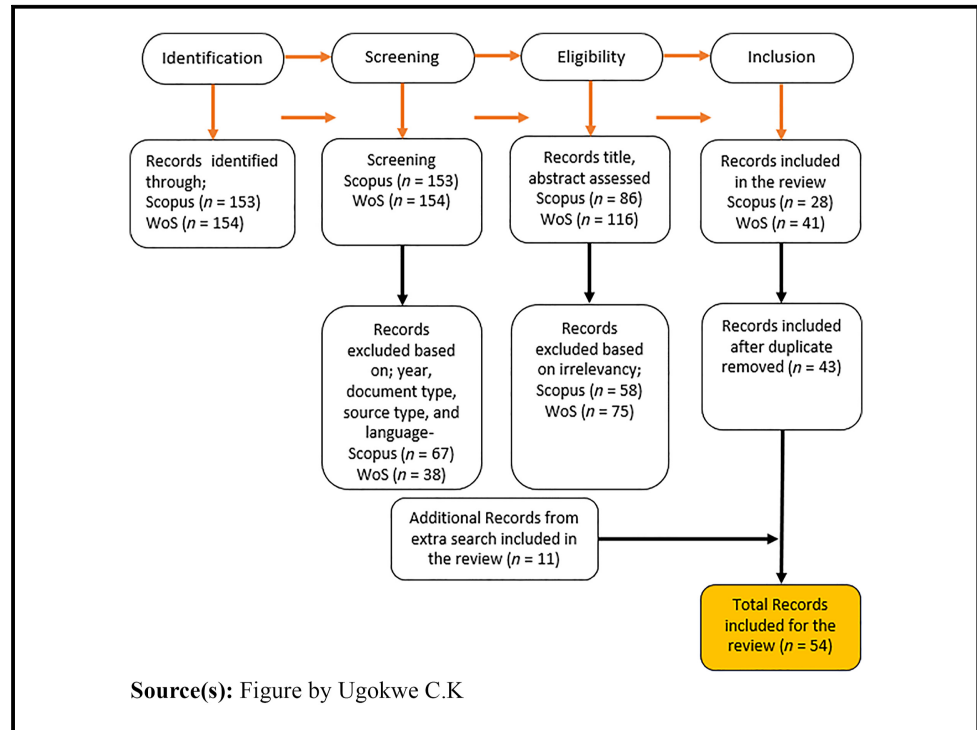 Identification
Screening
Eligibility
Inclusion
Records identified
through;
Scopus (n = 153)
WoS (n = 154)
Screening
Scopus (n = 153)
WoS (n = 154)
Records title,
abstract assessed
Scopus (n = 86)
WoS (n = 116)
Records included
in the review
Scopus (n = 28)
WoS (n = 41)
Records
excluded based
on; year,
document type,
source type, and
language-
Scopus (n = 67)
WoS (n = 38)
Records
excluded based
on irrelevancy;
Scopus (n = 58)
WoS (n = 75)
Records included
after duplicate
removed (n = 43)
Additional Records from
extra search included in
the review (n = 11)
Total Records
included for the
review (n = 54)
Source(s): Figure by Ugokwe C.K